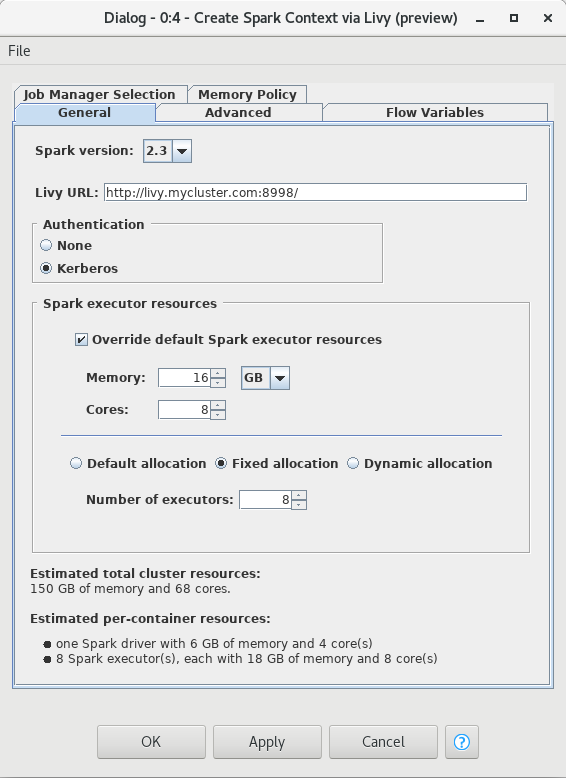 Dialog - 0:4 - Create Spark Context via Livy (preview)
File
Job Manager Selection Memory Policy
General Advanced Flow Variables
Spark version: 2.3
Livy URL: http://livy.mycluster.com:8998/
Authentication
None
Kerberos
Spark executor resources
Override default Spark executor resources
Memory: 16 GB
Cores: 8
Default allocation Fixed allocation Dynamic allocation
Number of executors: 8
Estimated total cluster resources:
150 GB of memory and 68 cores.
Estimated per-container resources:
● one Spark driver with 6 GB of memory and 4 core(s)
● 8 Spark executor(s), each with 18 GB of memory and 8 core(s)
OK Apply Cancel ?